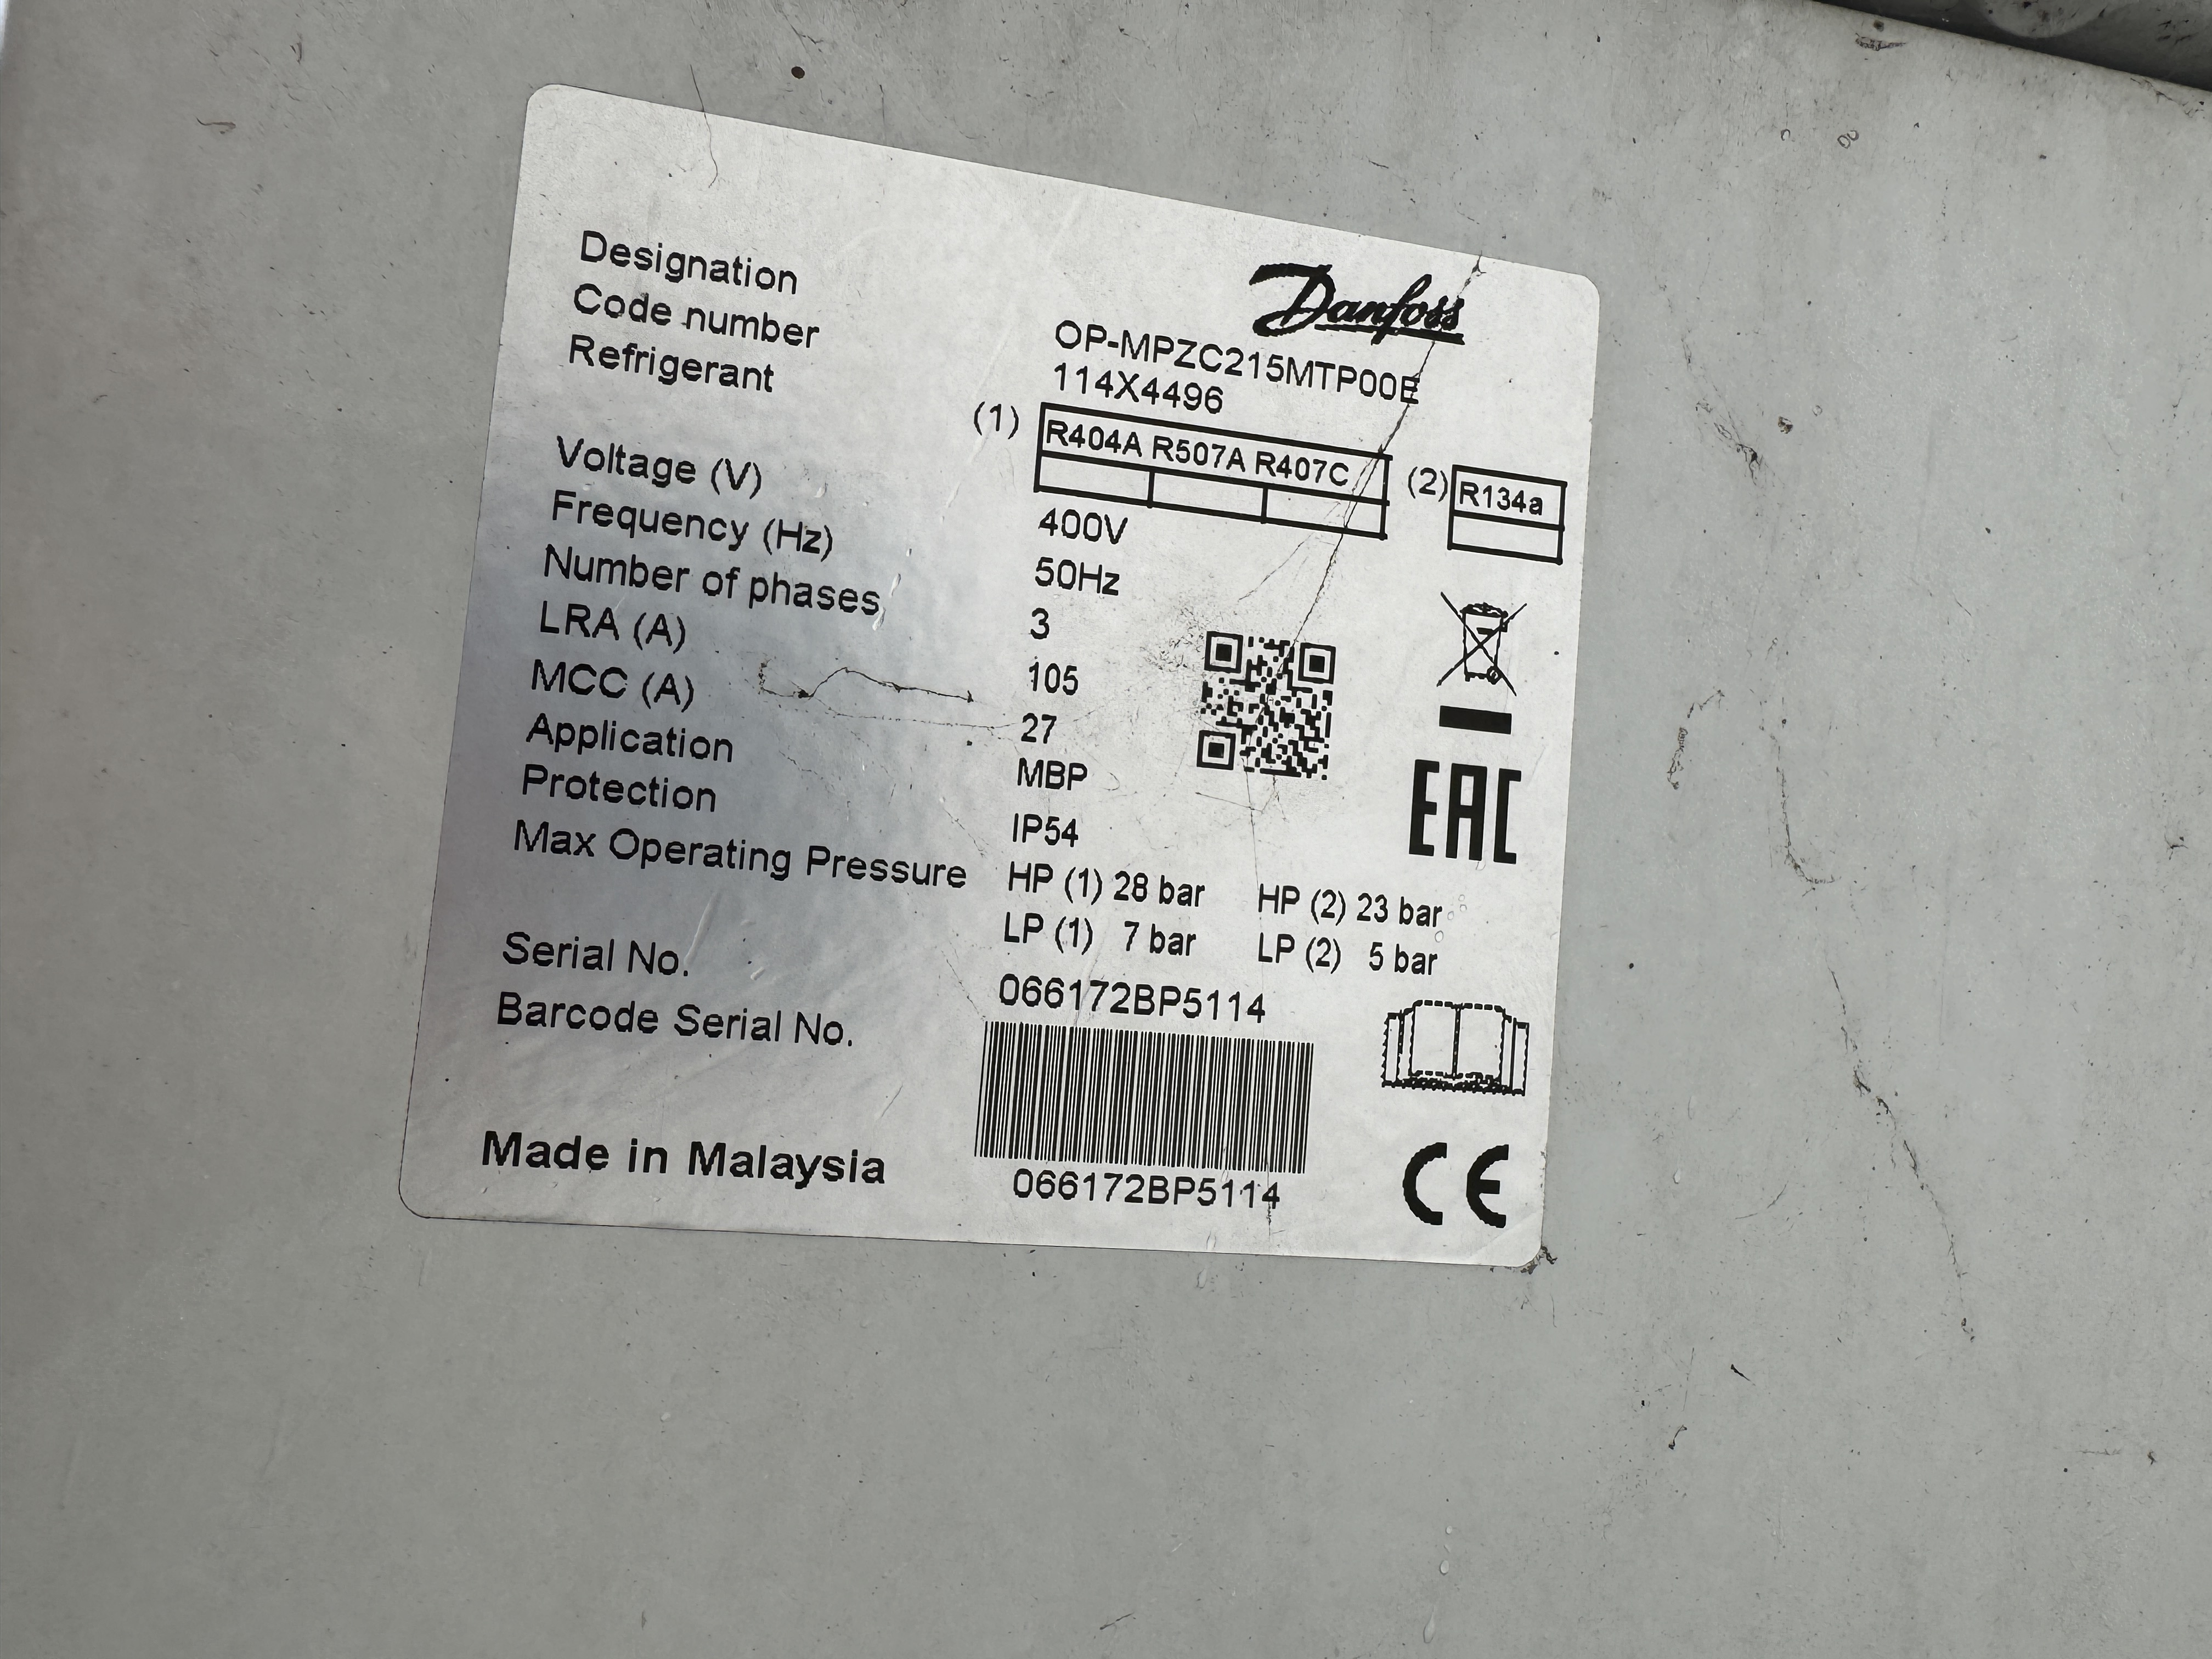 Danfoss
Designation OP-MPZC215MTP00E
Code number 114X4496
Refrigerant (1) R404A R507A R407C (2) R134a
Voltage (V) 400V
Frequency (Hz) 50Hz
Number of phases 3
LRA (A) 105
MCC (A) 27
Application MBP
Protection IP54
Max Operating Pressure HP (1) 28 bar HP (2) 23 bar
LP (1) 7 bar LP (2) 5 bar
Serial No. 066172BP5114
Barcode Serial No.
066172BP5114
Made in Malaysia
EAC
CE